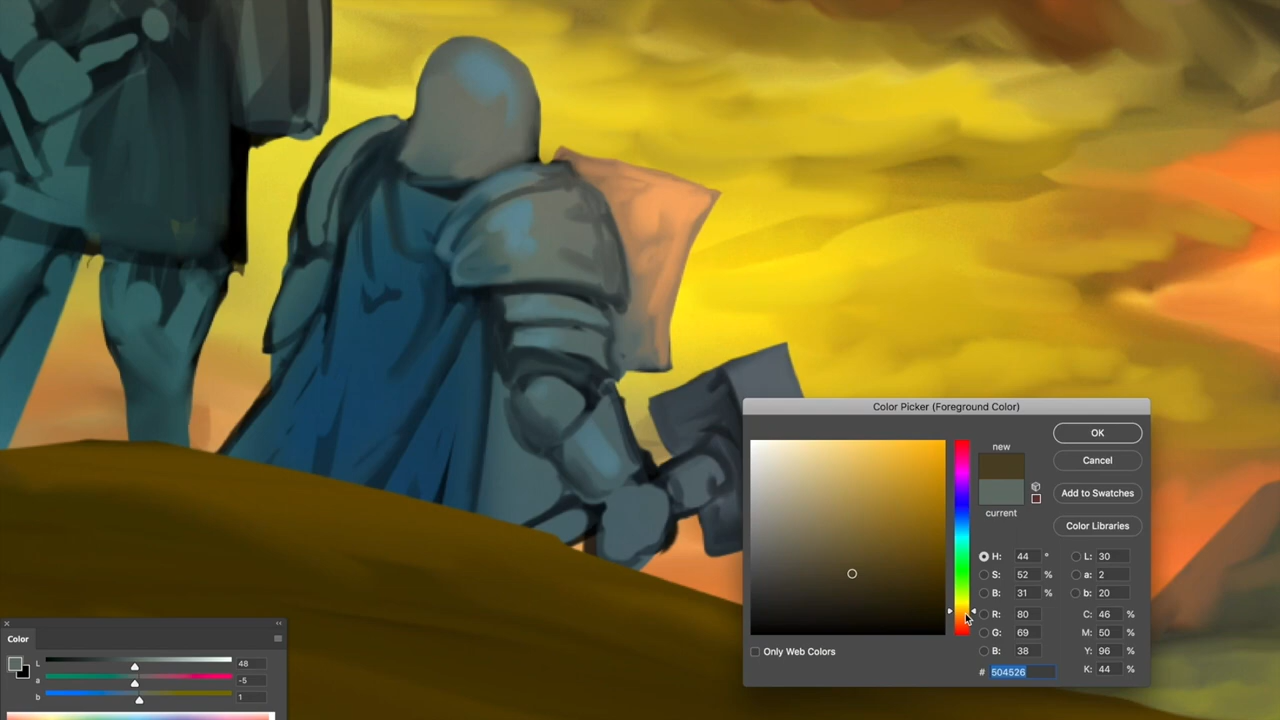 Color Picker (Foreground Color)
new
current
OK
Cancel
Add to Swatches
Color Libraries
H: 44 °
L: 30
S: 52 %
a: 2
B: 31 %
b: 20
R: 80
C: 46 %
G: 69
M: 50 %
B: 38
Y: 96 %
# 504526
K: 44 %
Only Web Colors
Color
L 48
a -5
b 1